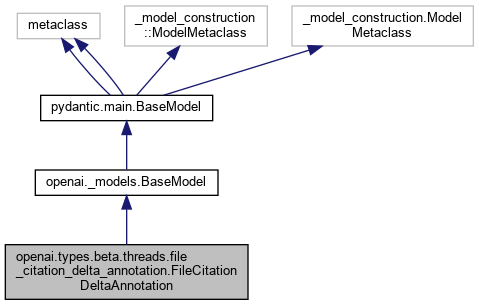 metaclass
_model_construction
::ModelMetaclass
_model_construction.Model
Metaclass
pydantic.main.BaseModel
openai._models.BaseModel
openai.types.beta.threads.file
_citation_delta_annotation.FileCitation
DeltaAnnotation